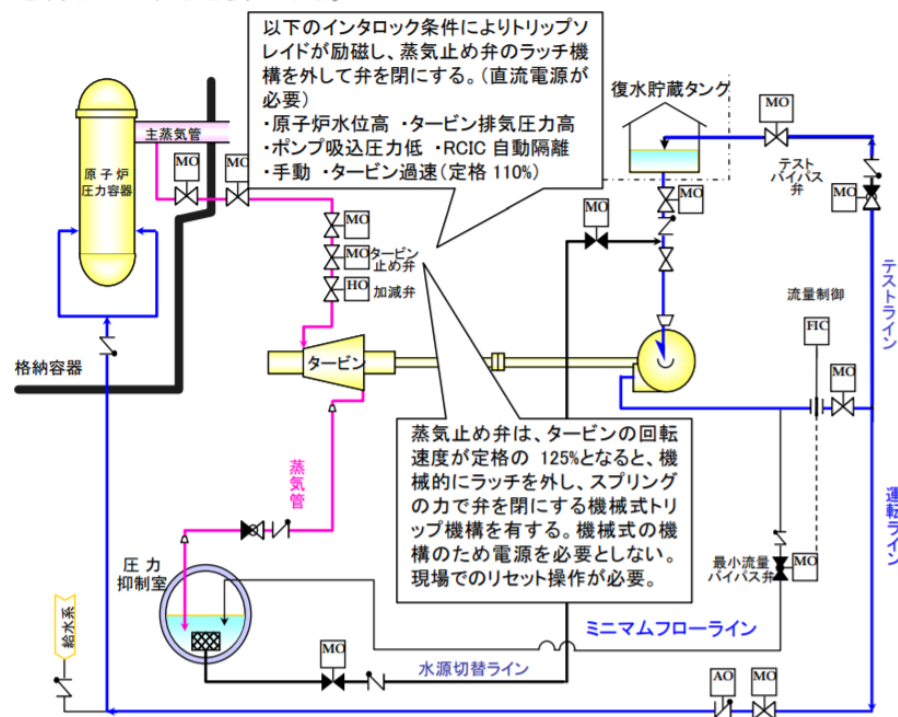 以下のインタロック条件によりトリップソ
レイドが励磁し、蒸気止め弁のラッチ機
構を外して弁を閉にする。(直流電源が
必要)
・原子炉水位高 ・タービン排気圧力高
・ポンプ吸込圧力低 ・RCIC 自動隔離
・手動 ・タービン過速(定格 110%)
復水貯蔵タンク
MO
主蒸気管
MO
MO
原子炉
圧力容器
MO
テスト
バイパス
弁
MO
MO
MO
MO
タービン
止め弁
HO
加減弁
テストライン
流量制御
FIC
格納容器
タービン
MO
蒸気止め弁は、タービンの回転
速度が定格の 125%となると、機
械的にラッチを外し、スプリング
の力で弁を閉にする機械式トリ
ップ機構を有する。機械式の機
構のため電源を必要としない。
現場でのリセット操作が必要。
蒸気管
運転ライン
圧力
抑制室
最小流量
バイパス弁
MO
給水系
ミニマムフローライン
MO
水源切替ライン
AO
MO